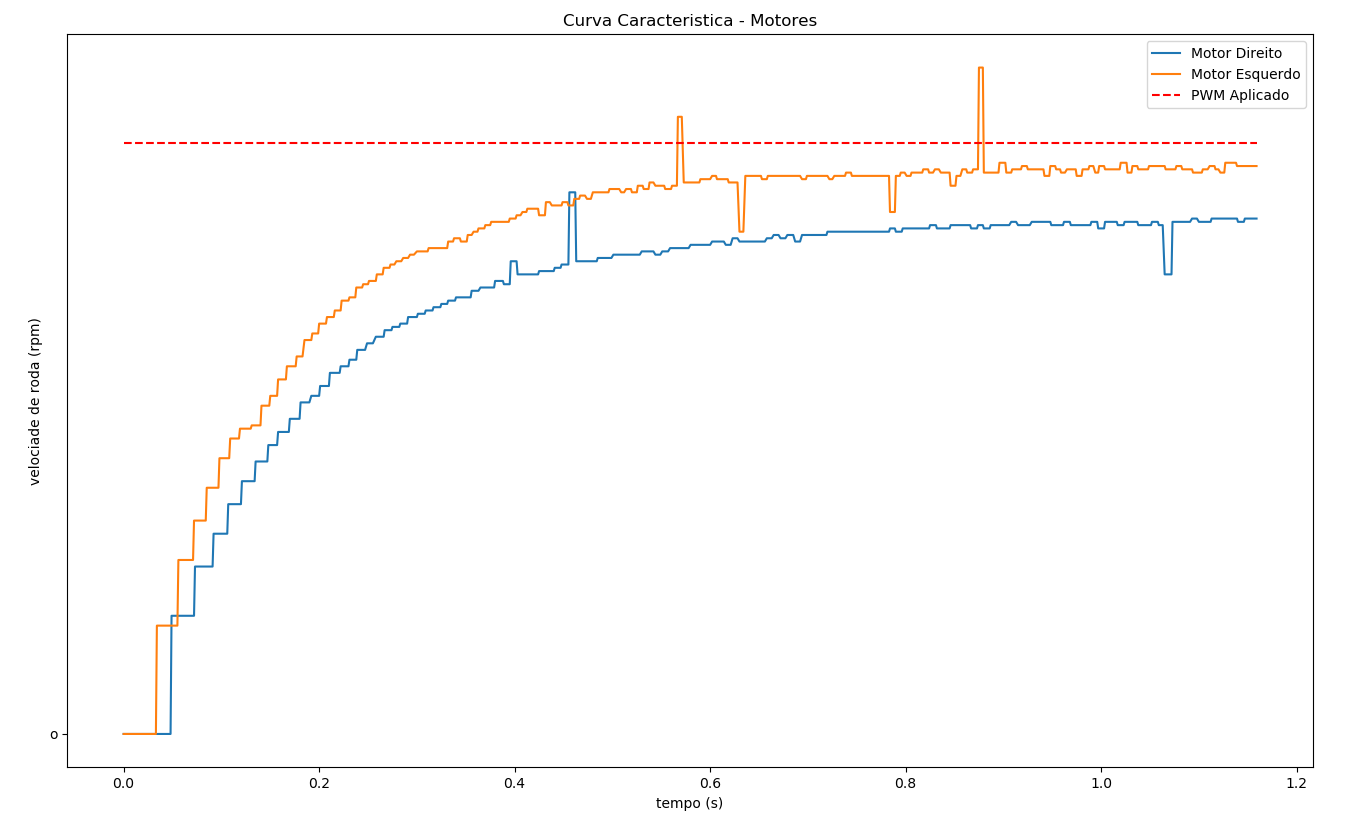 Curva Caracteristica - Motores
Motor Direito
Motor Esquerdo
PWM Aplicado
velociade de roda (rpm)
o
0.0 0.2 0.4 0.6 0.8 1.0 1.2
tempo (s)